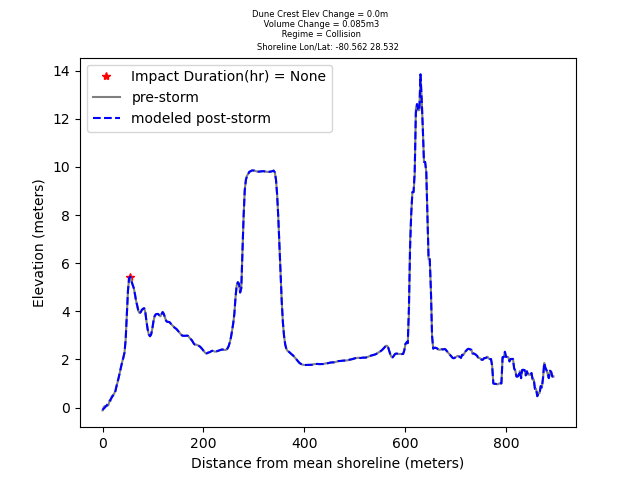 Dune Crest Elev Change = 0.0m
Volume Change = 0.085m3
Regime = Collision
Shoreline Lon/Lat: -80.562 28.532
Impact Duration(hr) = None
pre-storm
modeled post-storm
14
12
10
8
6
4
2
0
Elevation (meters)
0 200 400 600 800
Distance from mean shoreline (meters)